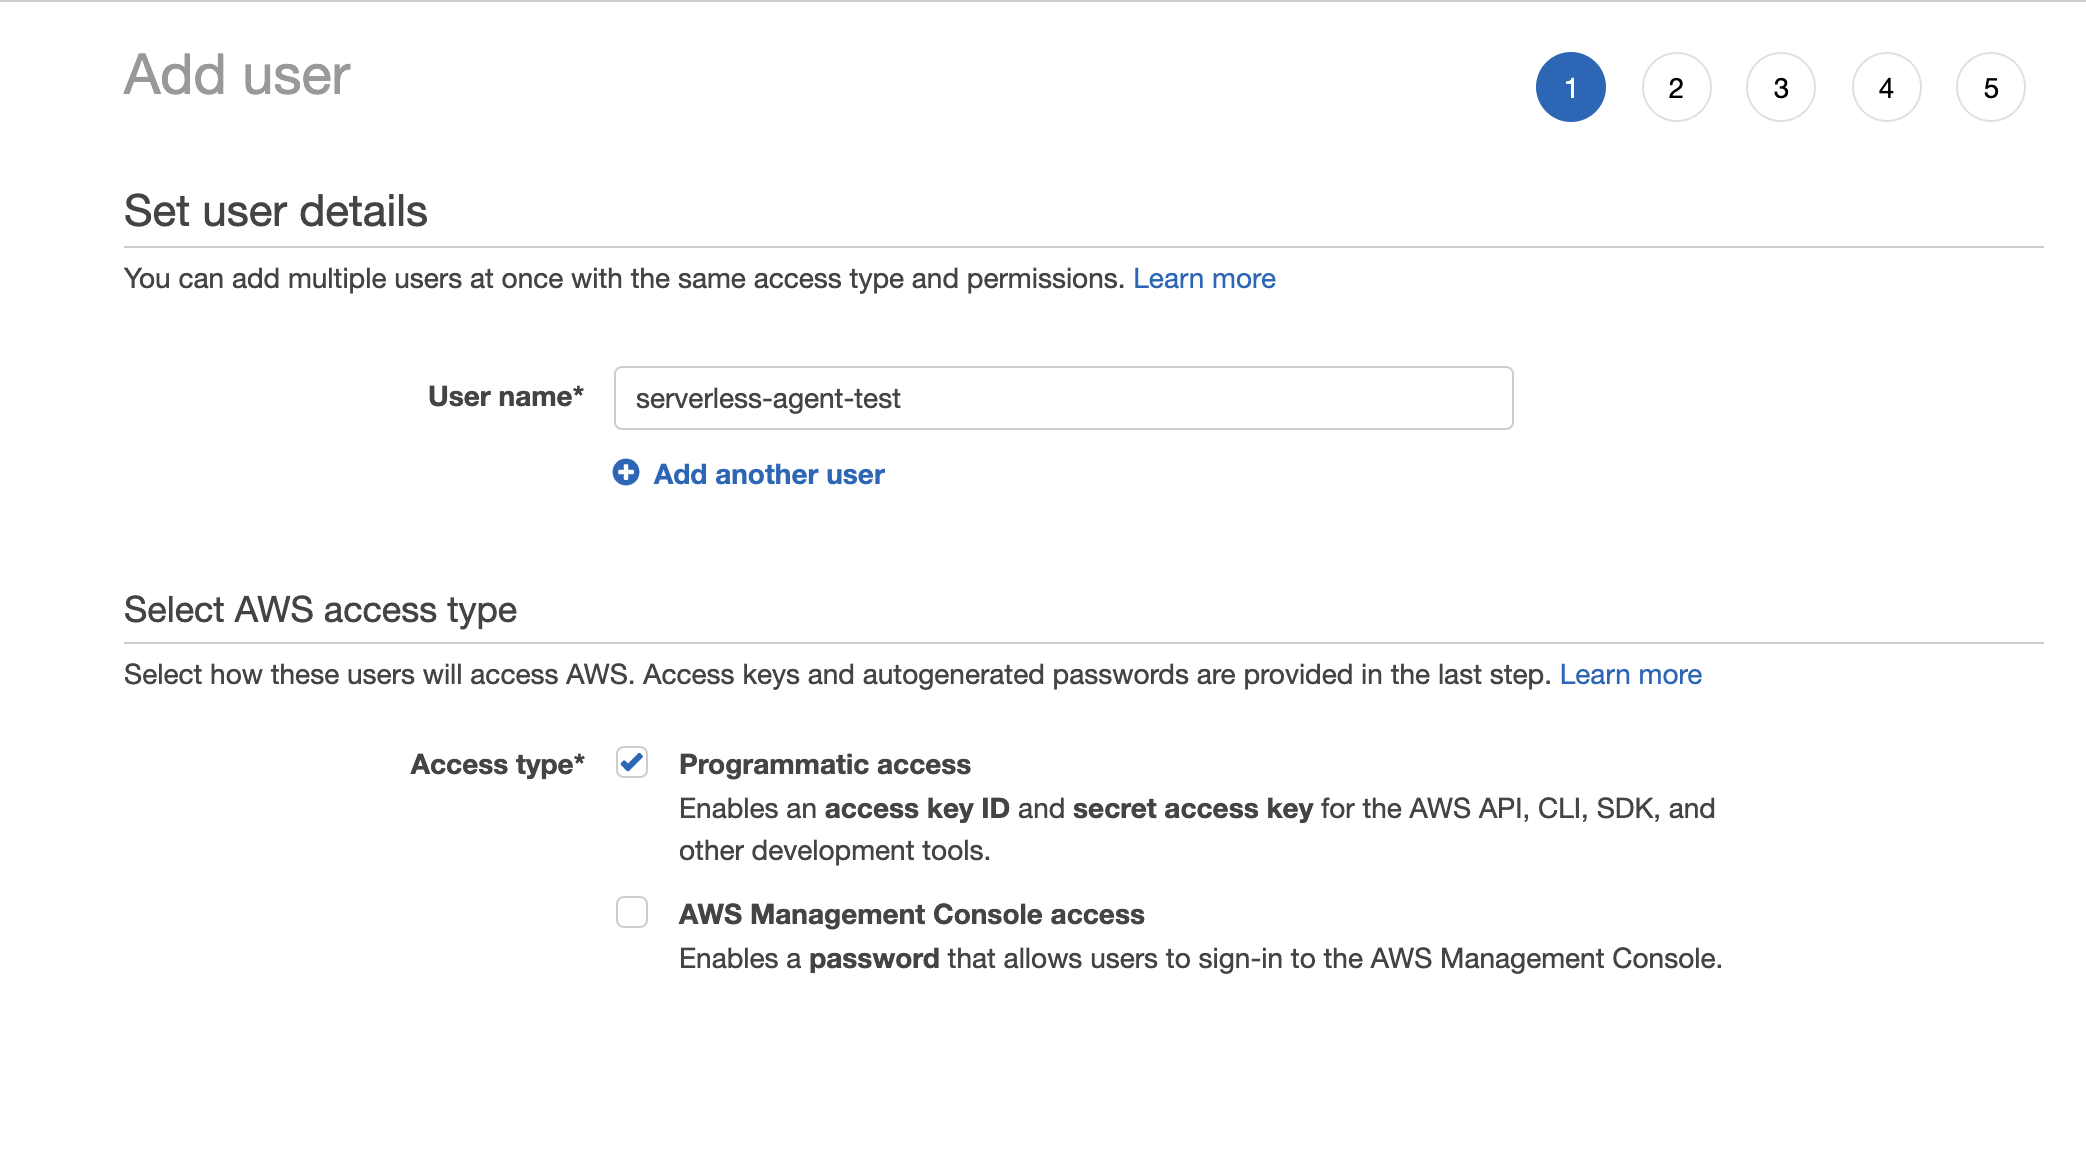 Add user
1 2 3 4 5
Set user details
You can add multiple users at once with the same access type and permissions. Learn more
User name* serverless-agent-test
Add another user
Select AWS access type
Select how these users will access AWS. Access keys and autogenerated passwords are provided in the last step. Learn more
Access type* Programmatic access
Enables an access key ID and secret access key for the AWS API, CLI, SDK, and
other development tools.
AWS Management Console access
Enables a password that allows users to sign-in to the AWS Management Console.